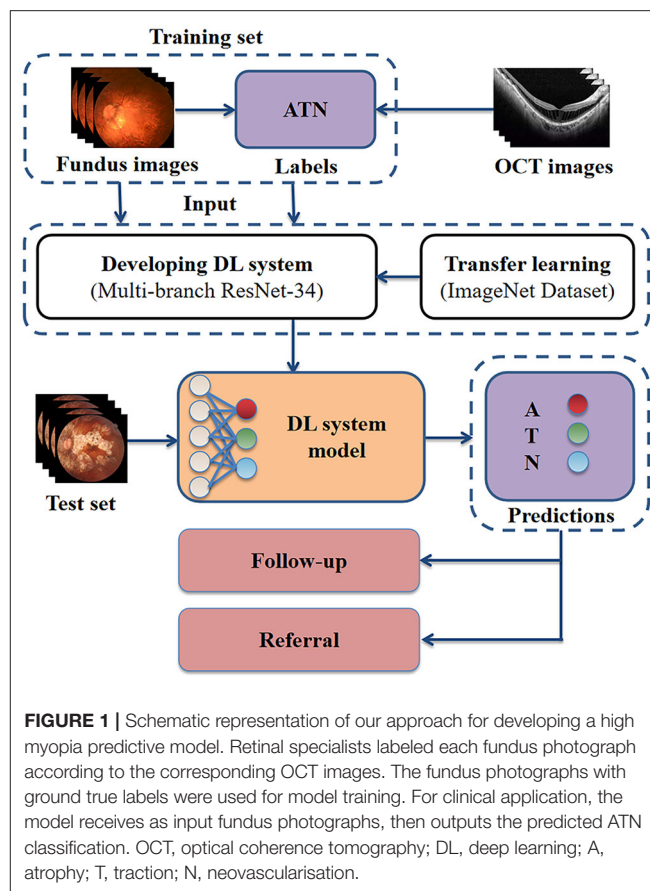 Training set
ATN
Fundus images
Labels
OCT images
Input
Developing DL system
(Multi-branch ResNet-34)
Transfer learning
(ImageNet Dataset)
DL system
model
A
T
N
Test set
Predictions
Follow-up
Referral
FIGURE 1 | Schematic representation of our approach for developing a high
myopia predictive model. Retinal specialists labeled each fundus photograph
according to the corresponding OCT images. The fundus photographs with
ground true labels were used for model training. For clinical application, the
model receives as input fundus photographs, then outputs the predicted ATN
classification. OCT, optical coherence tomography; DL, deep learning; A,
atrophy; T, traction; N, neovascularisation.